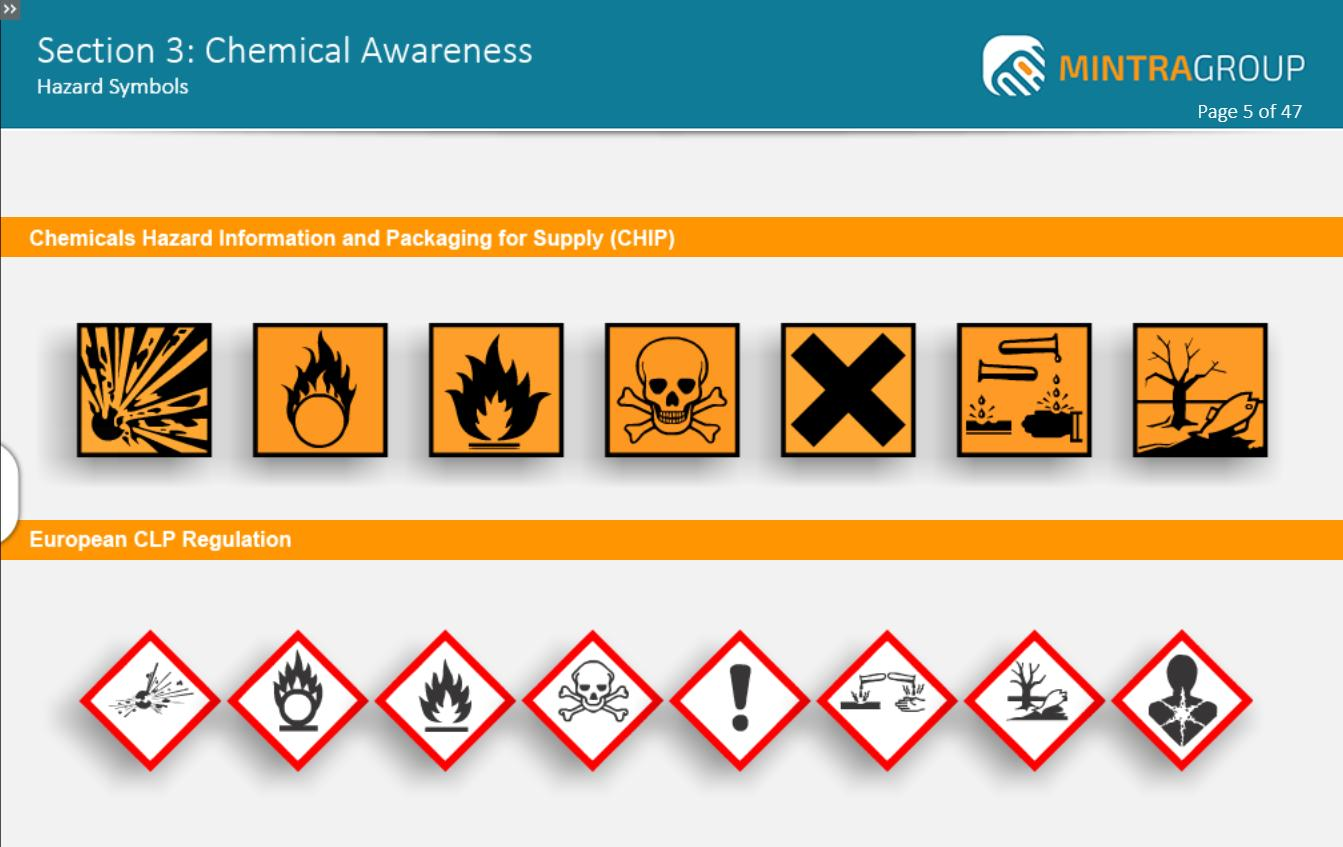 Section 3: Chemical Awareness
Hazard Symbols
MINTRAGROUP
Page 5 of 47
Chemicals Hazard Information and Packaging for Supply (CHIP)
European CLP Regulation